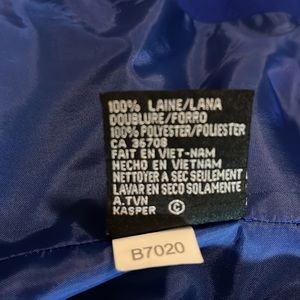 100% LAINE/LANA
DOUBLURE/FORRO
100% POLYESTER/POLIESTER
CA 36708
FAIT EN VIET-NAM
HECHO EN VIETNAM
NETTOYER A SEC SEULEMENT
LAVAR EN SECO SOLAMENTE
A.TVN
KASPER Ⓒ
B7020